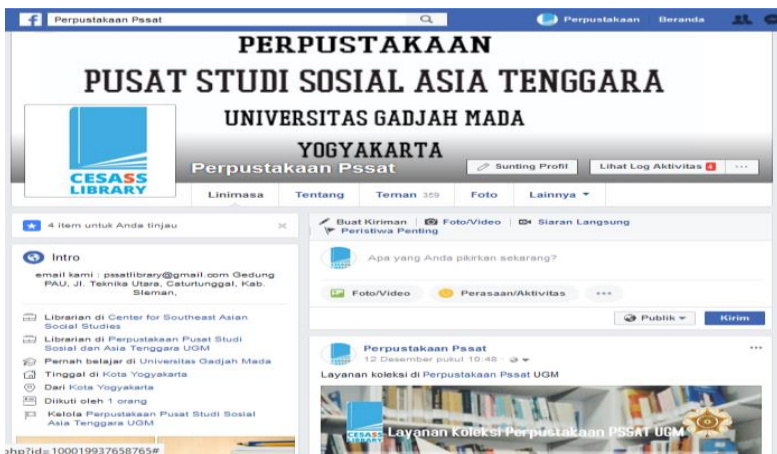 Perpustakaan Pssat
Perpustakaan Beranda
PERPUSTAKAAN
PUSAT STUDI SOSIAL ASIA TENGGARA
UNIVERSITAS GADJAH MADA
YOGYAKARTA
CESASS
LIBRARY
Perpustakaan Pssat
Sunting Profil
Lihat Log Aktivitas 4
Linimasa Tentang Teman 359 Foto Lainnya
4 item untuk Anda tinjau
Intro
email kami : pssatlibrary@gmail.com Gedung
PAU, Jl. Teknika Utara, Caturtunggal, Kab.
Sleman,
Librarian di Center for Southeast Asian
Social Studies
Librarian di Perpustakaan Pusat Studi
Sosial dan Asia Tenggara UGM
Pernah belajar di Universitas Gadjah Mada
Tinggal di Kota Yogyakarta
Dari Kota Yogyakarta
Diikuti oleh 1 orang
Kelola Perpustakaan Pusat Studi Sosial
Asia Tenggara UGM
php?id=100019937658765#
Buat Kiriman Foto/Video Siaran Langsung
Peristiwa Penting
Apa yang Anda pikirkan sekarang?
Foto/Video Perasaan/Aktivitas
Publik Kirim
Perpustakaan Pssat
12 Desember pukul 10:48
Layanan koleksi di Perpustakaan Pssat UGM
CESASS
LIBRARY
Layanan Koleksi Perpustakaan PSSAT UGM